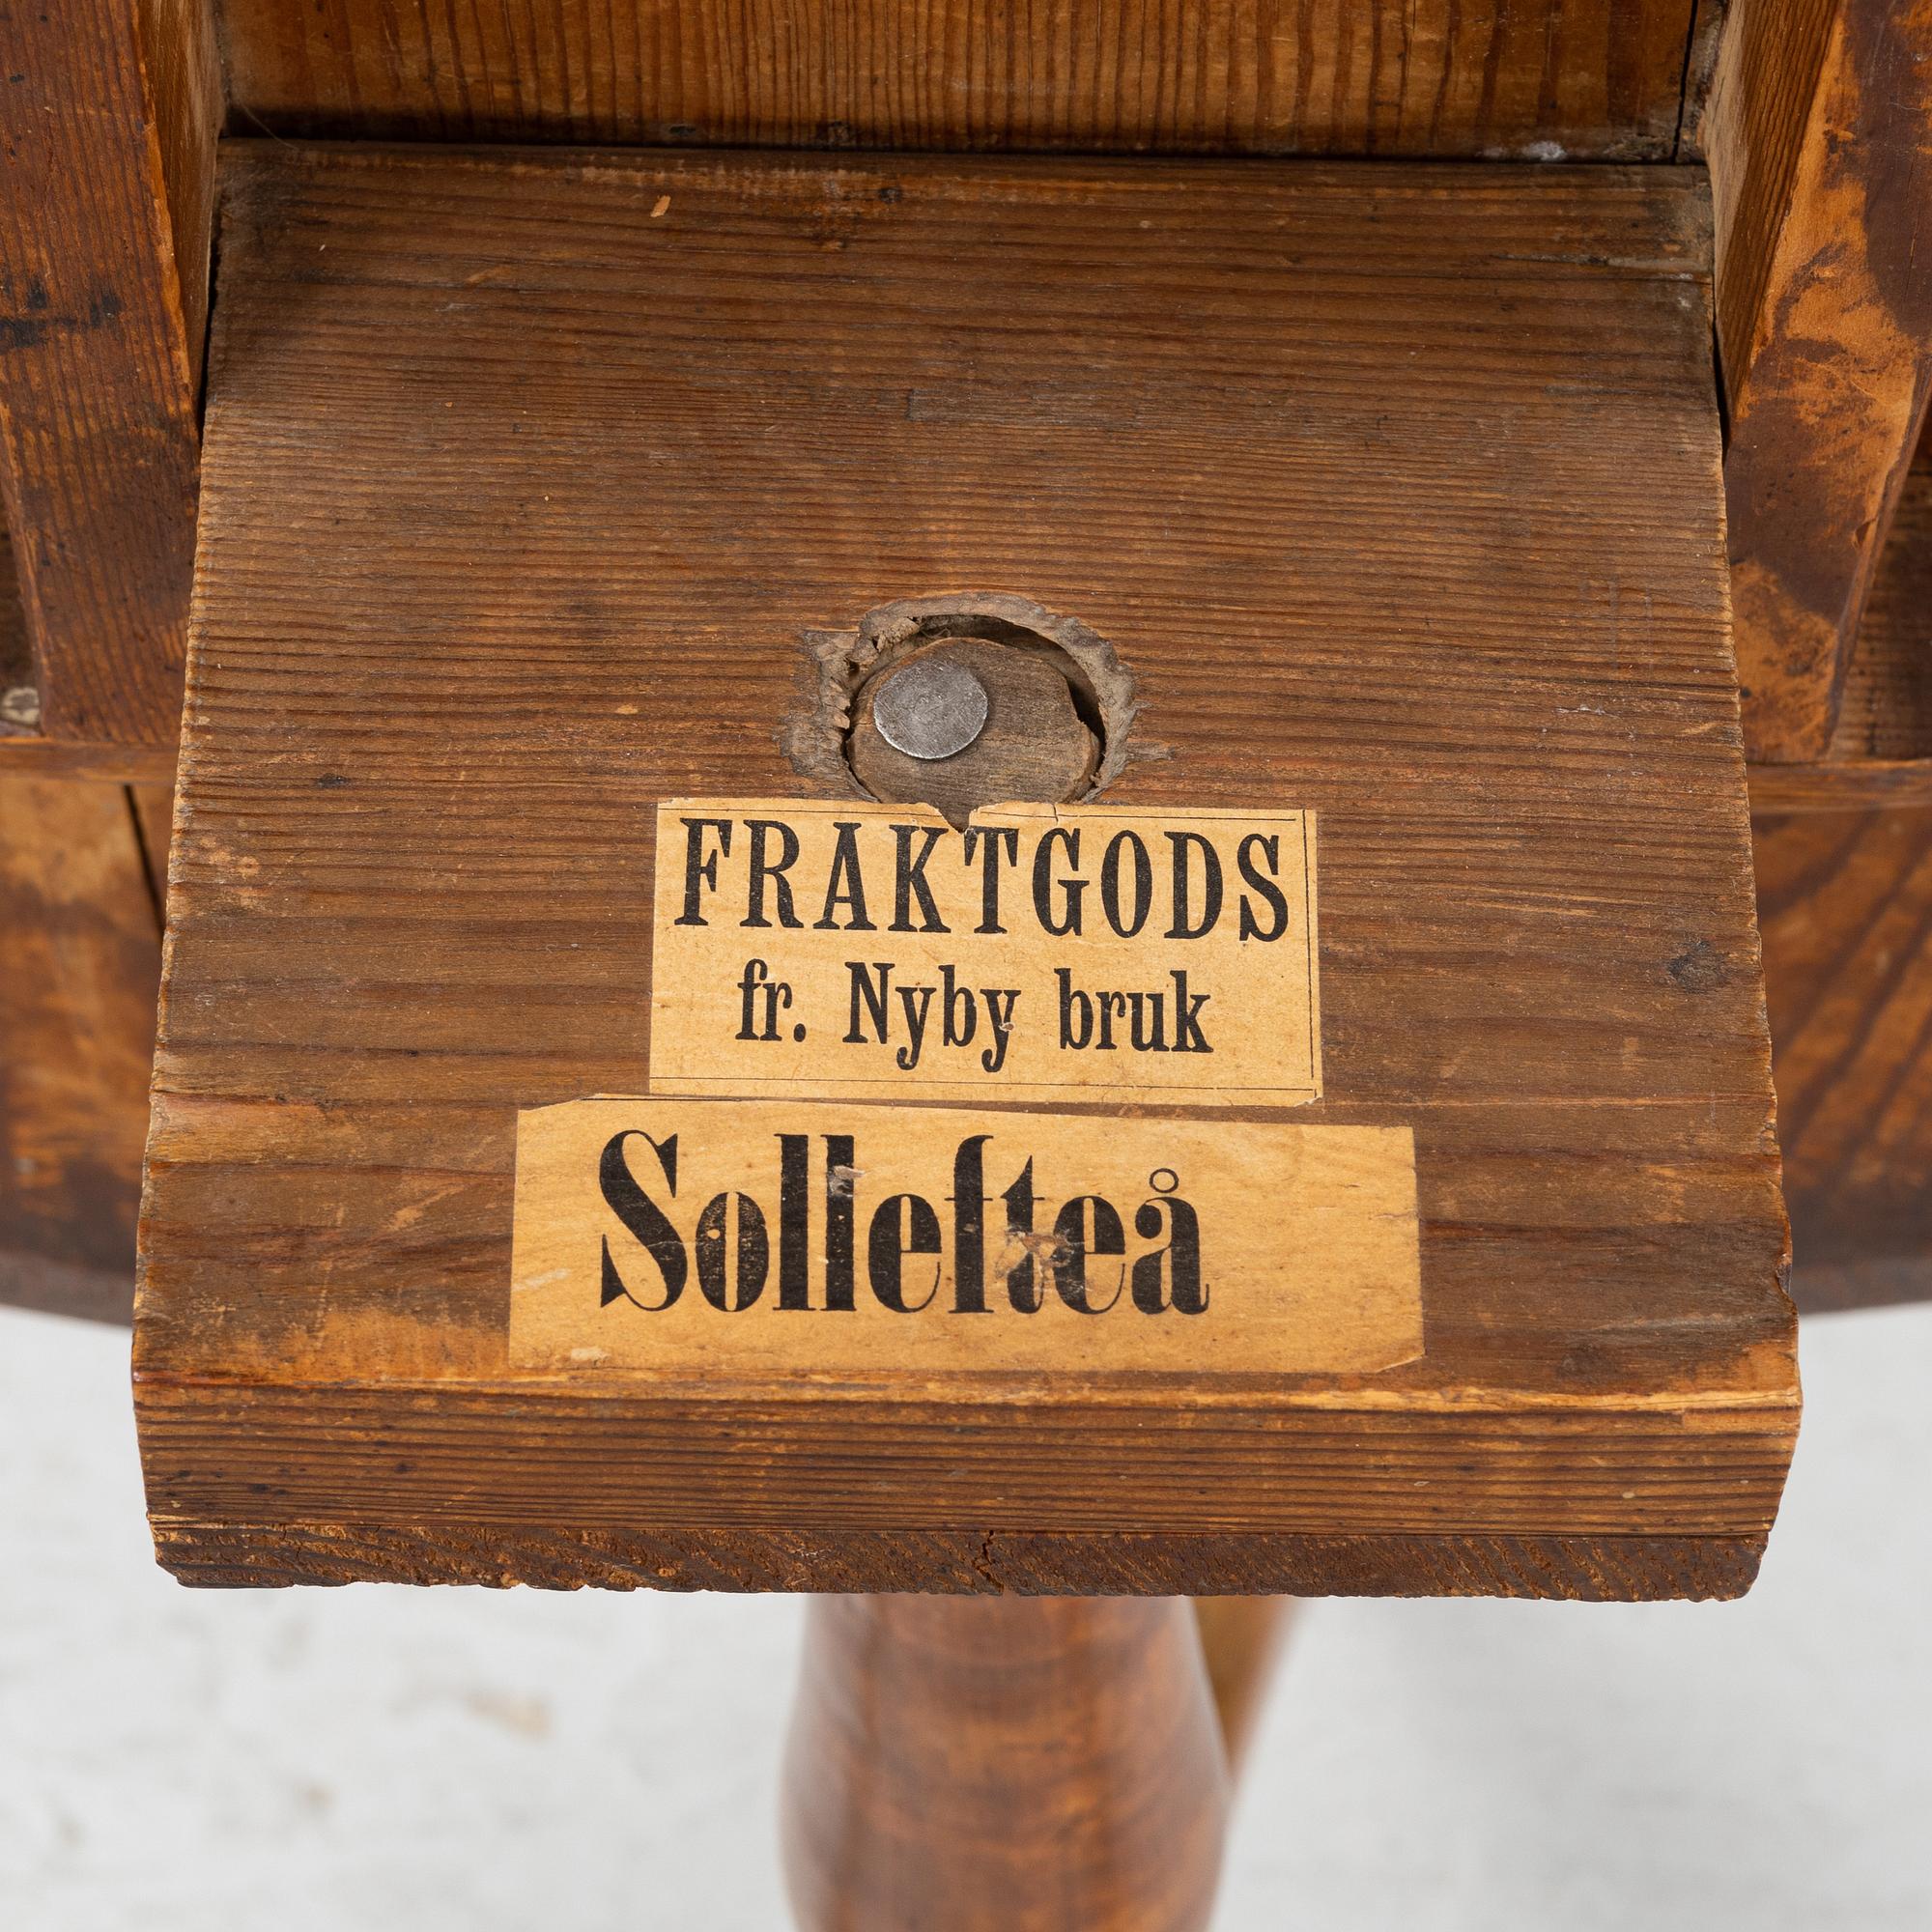 FRAKTGODS
fr. Nyby bruk
Sollefteå